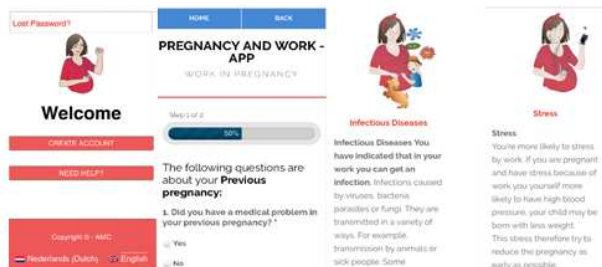 Lost Password?
Welcome
CREATE ACCOUNT
NEED HELP?
Copyright © - AMC
Nederlands (Dutch)
English
HOME
BACK
PREGNANCY AND WORK -
APP
WORK IN PREGNANCY
Step 1 of 2
50%
The following questions are
about your Previous
pregnancy:
1. Did you have a medical problem in
your previous pregnancy? *
Yes
No
Infectious Diseases
Infectious Diseases You
have indicated that in your
work you can get an
infection. Infections caused
by viruses, bacteria,
parasites or fungi. They are
transmitted in a variety of
ways. For example,
transmission by animals or
sick people. Some
Stress
Stress
You're more likely to stress
by work. If you are pregnant
and have stress because of
work you yourself more
likely to have high blood
pressure, your child may be
born with less weight.
This stress therefore try to
reduce the pregnancy as
early as possible